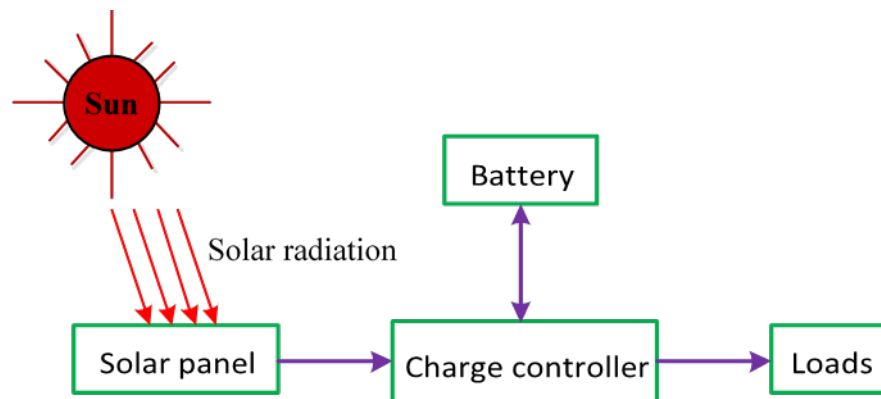 Sun
Battery
Solar radiation
Solar panel
Charge controller
Loads